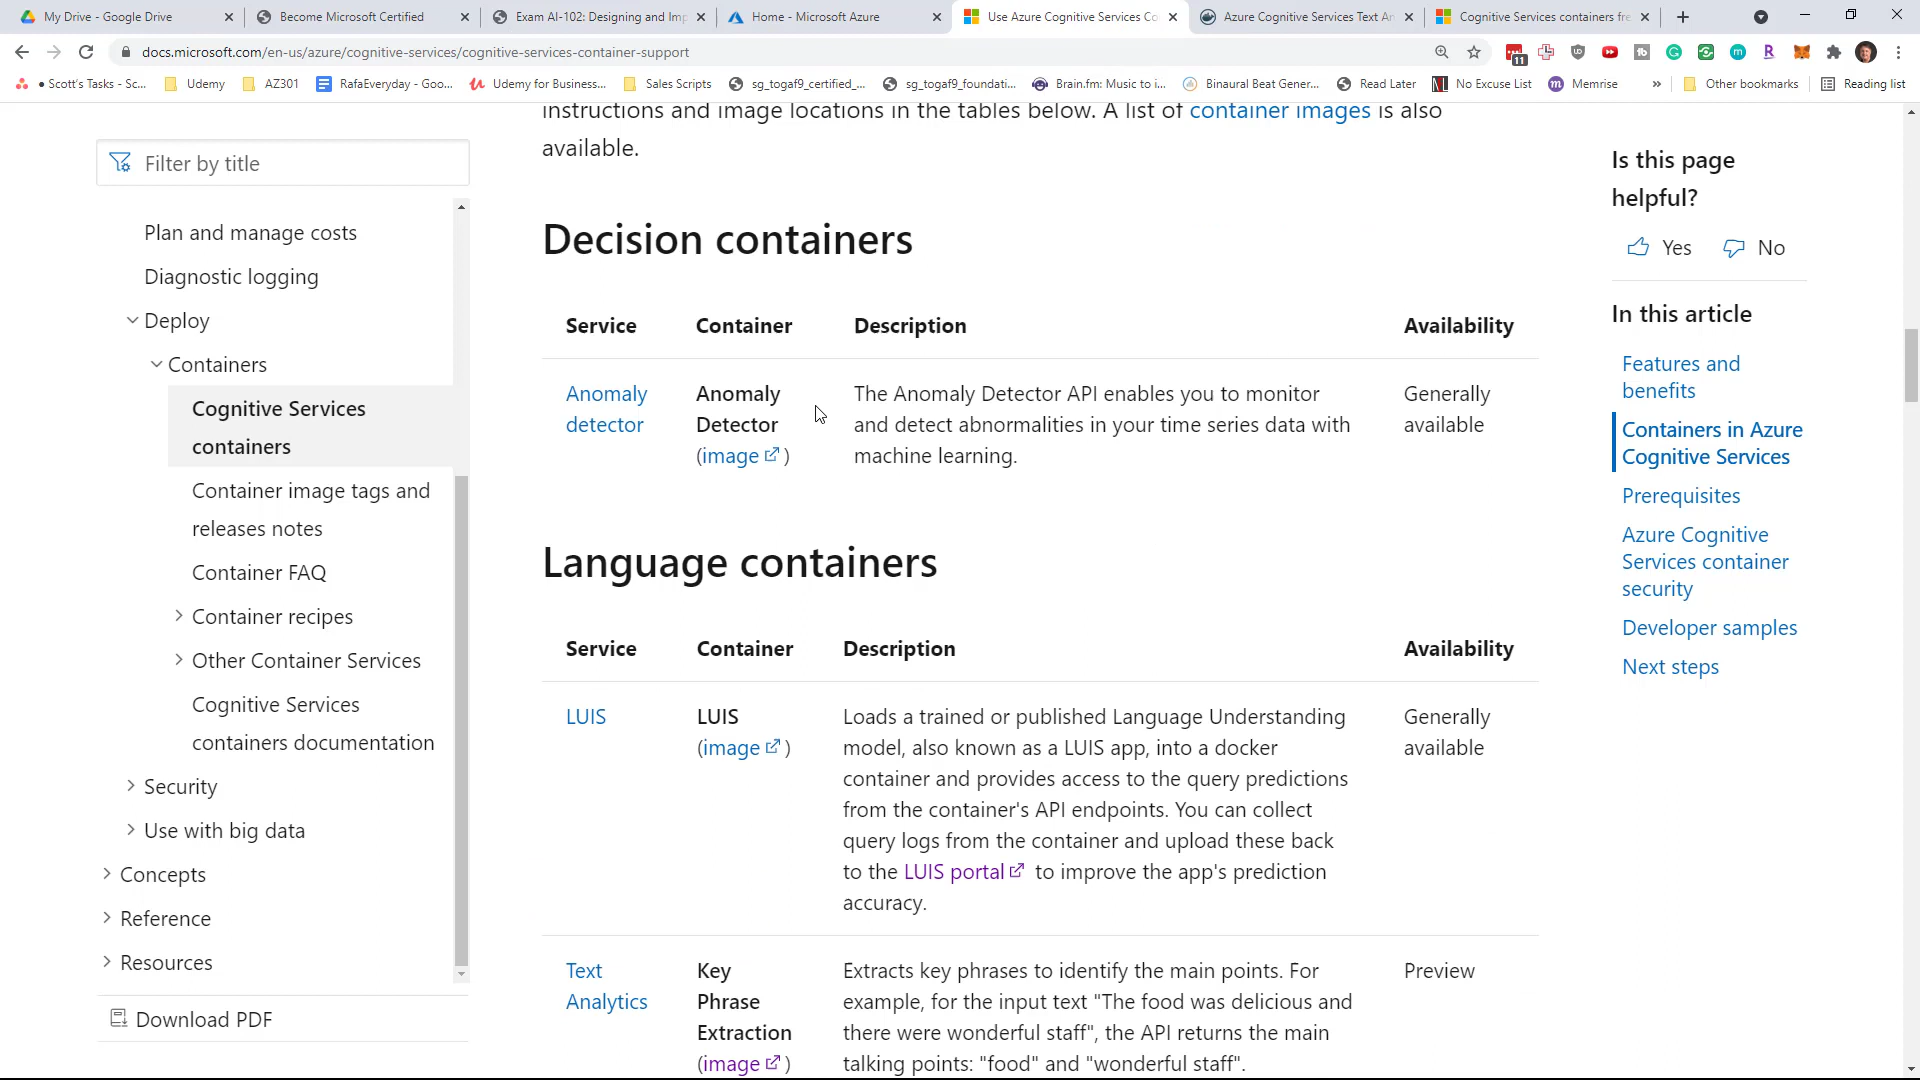 My Drive - Google Drive
Become Microsoft Certified
Exam AI-102: Designing and Imp
Home - Microsoft Azure
Use Azure Cognitive Services Co
Azure Cognitive Services Text An
Cognitive Services containers fre
docs.microsoft.com/en-us/azure/cognitive-services/cognitive-services-container-support
11
• Scott's Tasks - Sc...
Udemy
AZ301
RafaEveryday - Goo...
Udemy for Business...
Sales Scripts
sg_togaf9_certified_...
sg_togaf9_foundati...
Brain.fm: Music to i...
Binaural Beat Gener...
Read Later
No Excuse List
Memrise
»
Other bookmarks
Reading list
Filter by title
Plan and manage costs
Diagnostic logging
Deploy
Containers
Cognitive Services
containers
Container image tags and
releases notes
Container FAQ
Container recipes
Other Container Services
Cognitive Services
containers documentation
Security
Use with big data
Concepts
Reference
Resources
Download PDF
instructions and image locations in the tables below. A list of container images is also
available.
Decision containers
Service Container Description Availability
Anomaly
detector
Anomaly
Detector
(image )
The Anomaly Detector API enables you to monitor
and detect abnormalities in your time series data with
machine learning.
Generally
available
Language containers
Service Container Description Availability
LUIS
LUIS
(image )
Loads a trained or published Language Understanding
model, also known as a LUIS app, into a docker
container and provides access to the query predictions
from the container's API endpoints. You can collect
query logs from the container and upload these back
to the LUIS portal to improve the app's prediction
accuracy.
Generally
available
Text
Analytics
Key
Phrase
Extraction
(image )
Extracts key phrases to identify the main points. For
example, for the input text "The food was delicious and
there were wonderful staff", the API returns the main
talking points: "food" and "wonderful staff".
Preview
Is this page
helpful?
Yes No
In this article
Features and
benefits
Containers in Azure
Cognitive Services
Prerequisites
Azure Cognitive
Services container
security
Developer samples
Next steps